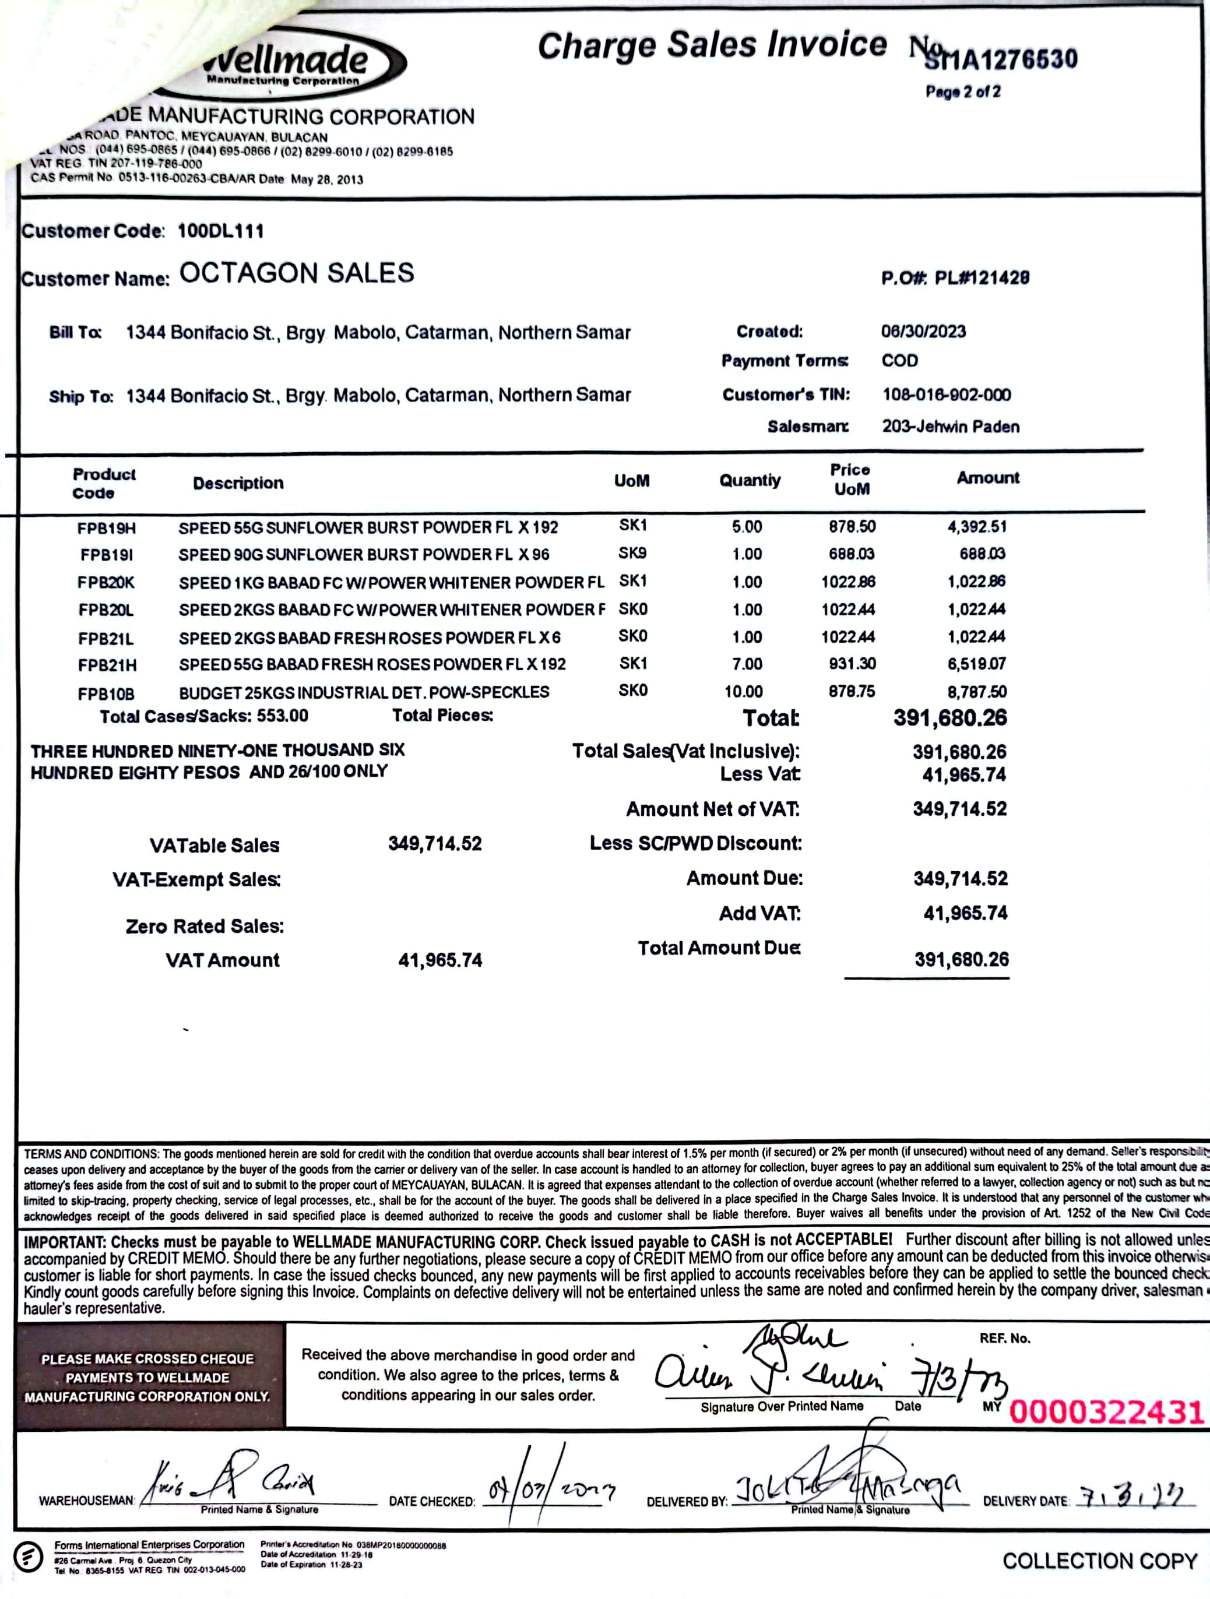 Wellmade
Manufacturing Corporation
Charge Sales Invoice No. SMA1276530
Page 2 of 2
MADE MANUFACTURING CORPORATION
ROAD. PANTOC, MEYCAUAYAN, BULACAN
NOS. (044) 695-0865 / (044) 695-0866 / (02) 8299-6010 / (02) 8299-6185
VAT REG. TIN 207-119-786-000
CAS Permit No. 0513-116-00263-CBA/AR Date May 28, 2013
Customer Code: 100DL111
Customer Name: OCTAGON SALES
P.O#: PL#121428
Bill To: 1344 Bonifacio St., Brgy. Mabolo, Catarman, Northern Samar
Created: 06/30/2023
Payment Terms: COD
Ship To: 1344 Bonifacio St., Brgy. Mabolo, Catarman, Northern Samar
Customer's TIN: 108-016-902-000
Salesman: 203-Jehwin Paden
Product Code Description UoM Quantiy Price UoM Amount
FPB19H SPEED 55G SUNFLOWER BURST POWDER FL X 192 SK1 5.00 878.50 4,392.51
FPB19I SPEED 90G SUNFLOWER BURST POWDER FL X 96 SK9 1.00 688.03 688.03
FPB20K SPEED 1KG BABAD FC W/ POWER WHITENER POWDER FL SK1 1.00 1022.86 1,022.86
FPB20L SPEED 2KGS BABAD FC W/ POWER WHITENER POWDER F SK0 1.00 1022.44 1,022.44
FPB21L SPEED 2KGS BABAD FRESH ROSES POWDER FL X 6 SK0 1.00 1022.44 1,022.44
FPB21H SPEED 55G BABAD FRESH ROSES POWDER FL X 192 SK1 7.00 931.30 6,519.07
FPB10B BUDGET 25KGS INDUSTRIAL DET. POW-SPECKLES SK0 10.00 878.75 8,787.50
Total Cases/Sacks: 553.00 Total Pieces: Total: 391,680.26
THREE HUNDRED NINETY-ONE THOUSAND SIX
HUNDRED EIGHTY PESOS AND 26/100 ONLY
Total Sales(Vat Inclusive): 391,680.26
Less Vat: 41,965.74
Amount Net of VAT: 349,714.52
VATable Sales 349,714.52 Less SC/PWD Discount:
VAT-Exempt Sales: Amount Due: 349,714.52
Zero Rated Sales: Add VAT: 41,965.74
VAT Amount 41,965.74 Total Amount Due: 391,680.26
TERMS AND CONDITIONS: The goods mentioned herein are sold for credit with the condition that overdue accounts shall bear interest of 1.5% per month (if secured) or 2% per month (if unsecured) without need of any demand. Seller's responsibility
ceases upon delivery and acceptance by the buyer of the goods from the carrier or delivery van of the seller. In case account is handled to an attorney for collection, buyer agrees to pay an additional sum equivalent to 25% of the total amount due as
attorney's fees aside from the cost of suit and to submit to the proper court of MEYCAUAYAN, BULACAN. It is agreed that expenses attendant to the collection of overdue account (whether referred to a lawyer, collection agency or not) such as but no
limited to skip-tracing, property checking, service of legal processes, etc., shall be for the account of the buyer. The goods shall be delivered in a place specified in the Charge Sales Invoice. It is understood that any personnel of the customer wh
acknowledges receipt of the goods delivered in said specified place is deemed authorized to receive the goods and customer shall be liable therefore. Buyer waives all benefits under the provision of Art. 1252 of the New Civil Code
IMPORTANT: Checks must be payable to WELLMADE MANUFACTURING CORP. Check issued payable to CASH is not ACCEPTABLE! Further discount after billing is not allowed unles
accompanied by CREDIT MEMO. Should there be any further negotiations, please secure a copy of CREDIT MEMO from our office before any amount can be deducted from this invoice otherwis
customer is liable for short payments. In case the issued checks bounced, any new payments will be first applied to accounts receivables before they can be applied to settle the bounced check
Kindly count goods carefully before signing this Invoice. Complaints on defective delivery will not be entertained unless the same are noted and confirmed herein by the company driver, salesman
hauler's representative.
PLEASE MAKE CROSSED CHEQUE
PAYMENTS TO WELLMADE
MANUFACTURING CORPORATION ONLY.
Received the above merchandise in good order and
condition. We also agree to the prices, terms &
conditions appearing in our sales order.
7/3/23
Signature Over Printed Name Date
REF. No.
MY 0000322431
WAREHOUSEMAN: Printed Name & Signature
DATE CHECKED:
DELIVERED BY: Printed Name & Signature
DELIVERY DATE: 7.3.23
Forms International Enterprises Corporation
#26 Carmel Ave., Proj. 6. Quezon City
Tel. No. 8365-8155 VAT REG. TIN 002-013-045-000
Printer's Accreditation No. 038MP20180000000088
Date of Accreditation 11-29-18
Date of Expiration 11-28-23
COLLECTION COPY